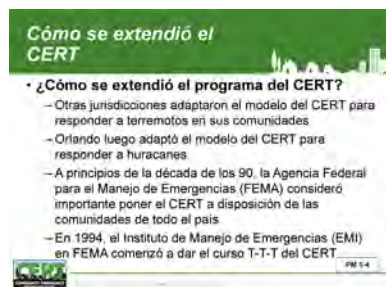 Cómo se extendió el
CERT
• ¿Cómo se extendió el programa del CERT?
– Otras jurisdicciones adaptaron el modelo del CERT para
responder a terremotos en sus comunidades
– Orlando luego adaptó el modelo del CERT para
responder a huracanes
– A principios de la década de los 90, la Agencia Federal
para el Manejo de Emergencias (FEMA) consideró
importante poner el CERT a disposición de las
comunidades de todo el país
– En 1994, el Instituto de Manejo de Emergencias (EMI)
en FEMA comenzó a dar el curso T-T-T del CERT
CERT
PM 1-4